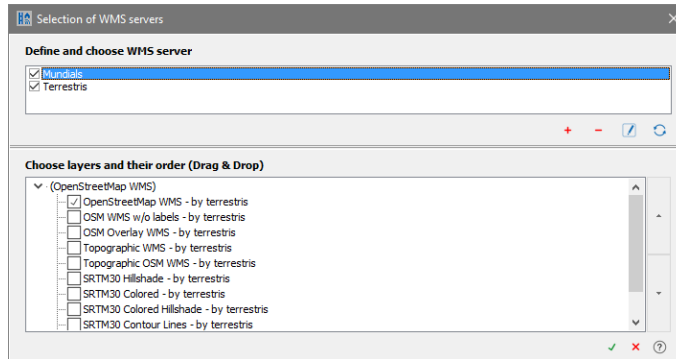 Selection of WMS servers
Define and choose WMS server
Mundials
Terrestris
Choose layers and their order (Drag & Drop)
(OpenStreetMap WMS)
OpenStreetMap WMS - by terrestris
OSM WMS w/o labels - by terrestris
OSM Overlay WMS - by terrestris
Topographic WMS - by terrestris
Topographic OSM WMS - by terrestris
SRTM30 Hillshade - by terrestris
SRTM30 Colored - by terrestris
SRTM30 Colored Hillshade - by terrestris
SRTM30 Contour Lines - by terrestris